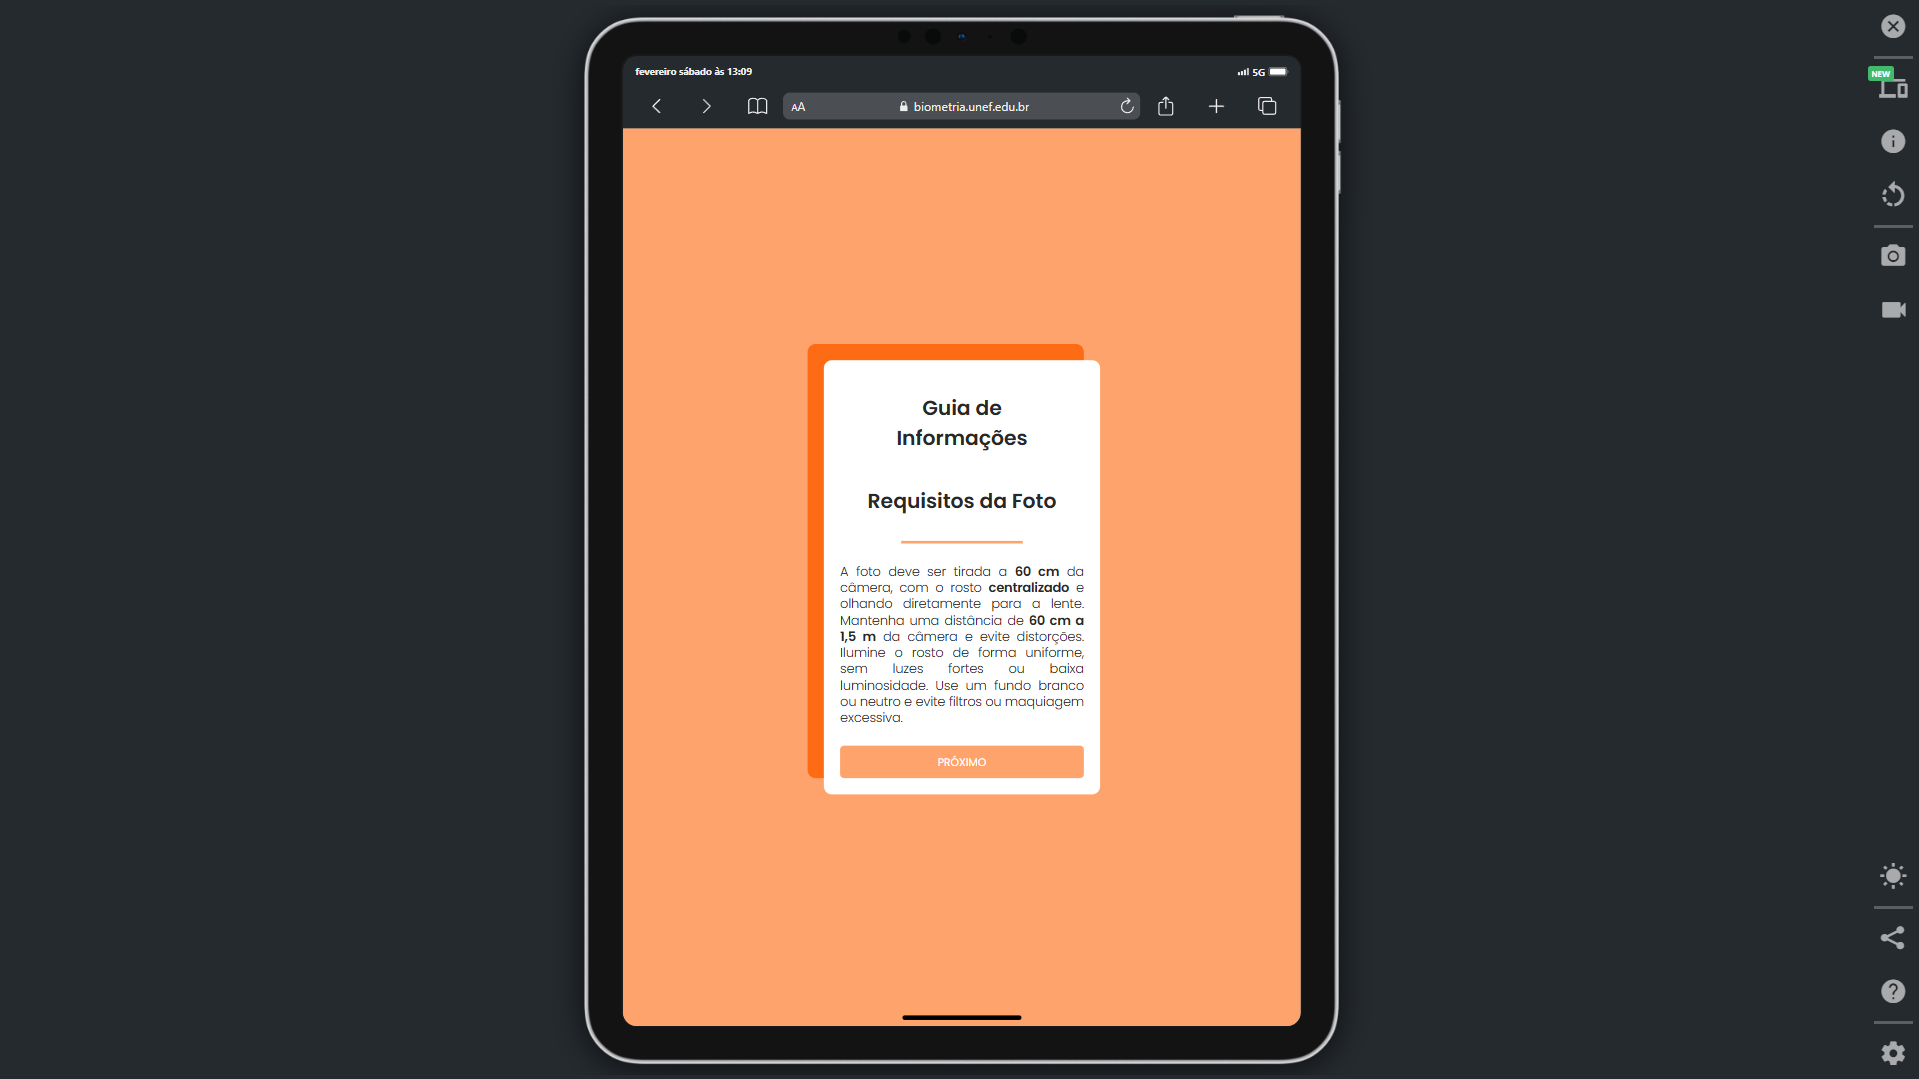 fevereiro sábado às 13:09
5G
AA
biometria.unef.edu.br
NEW
Guia de
Informações
Requisitos da Foto
A foto deve ser tirada a 60 cm da
câmera, com o rosto centralizado e
olhando diretamente para a lente.
Mantenha uma distância de 60 cm a
1,5 m da câmera e evite distorções.
Ilumine o rosto de forma uniforme,
sem luzes fortes ou baixa
luminosidade. Use um fundo branco
ou neutro e evite filtros ou maquiagem
excessiva.
PRÓXIMO